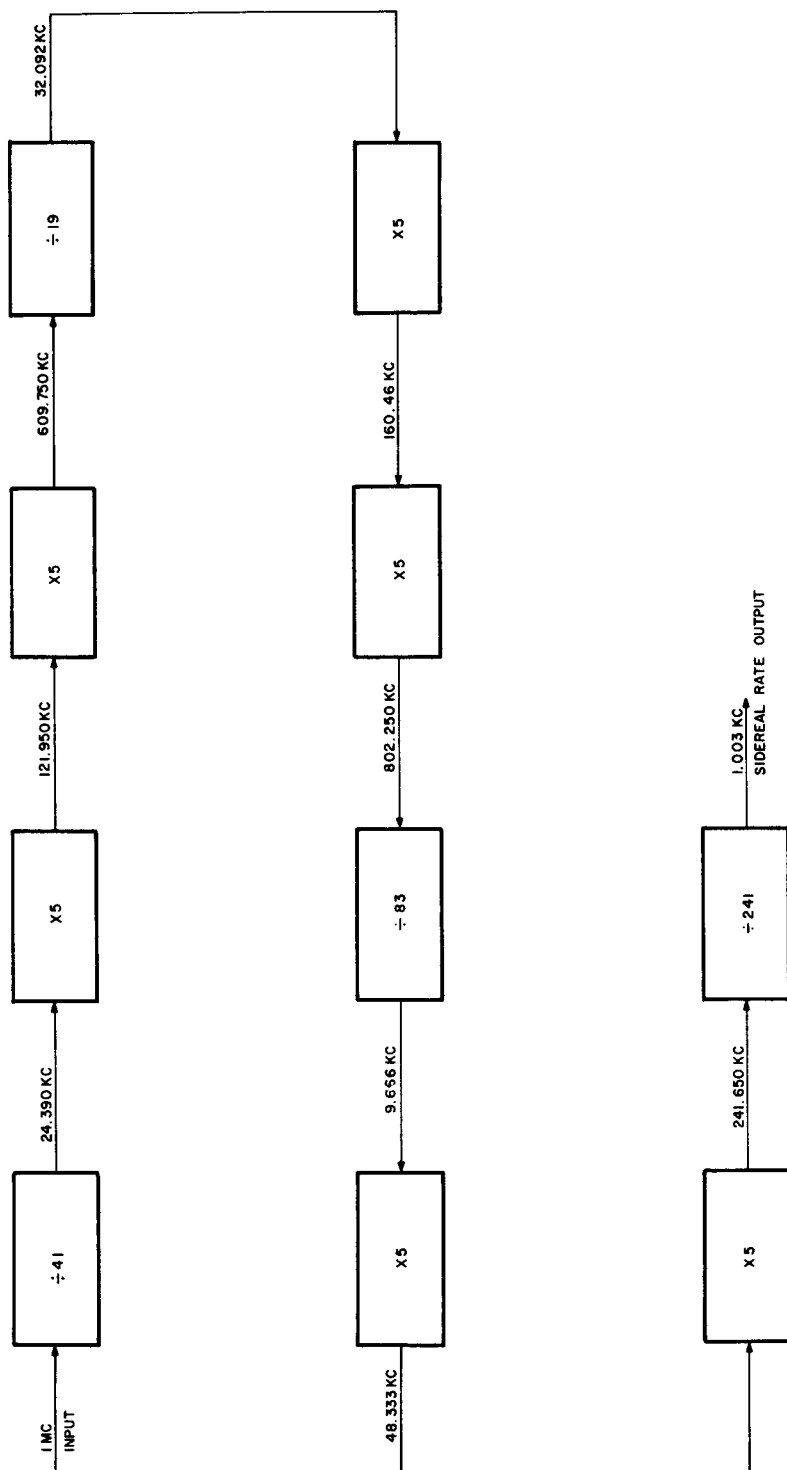 1 MC
INPUT
÷41
24.390 KC
X5
121.950 KC
X5
609.750 KC
÷19
32.092 KC
X5
160.46 KC
X5
802.250 KC
÷83
9.666 KC
X5
48.333 KC
X5
241.650 KC
÷241
1.003 KC
SIDEREAL RATE OUTPUT